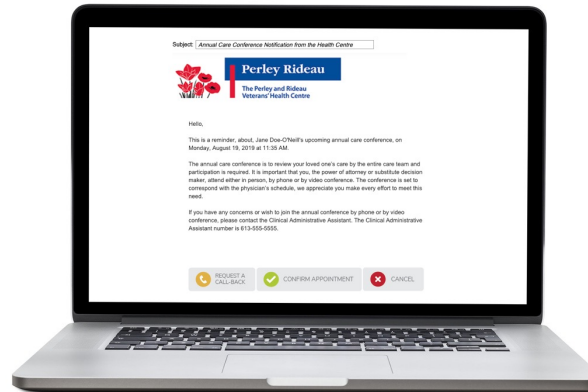 Subject: Annual Care Conference Notification from the Health Centre
Perley Rideau
The Perley and Rideau
Veterans' Health Centre
Hello,
This is a reminder, about, Jane Doe-O'Neill's upcoming annual care conference, on
Monday, August 19, 2019 at 11:35 AM.
The annual care conference is to review your loved one's care by the entire care team and
participation is required. It is important that you, the power of attorney or substitute decision
maker, attend either in person, by phone or by video conference. The conference is set to
correspond with the physician's schedule, we appreciate you make every effort to meet this
need.
If you have any concerns or wish to join the annual conference by phone or by video
conference, please contact the Clinical Administrative Assistant. The Clinical Administrative
Assistant number is 613-555-5555.
REQUEST A
CALL-BACK
CONFIRM APPOINTMENT
CANCEL